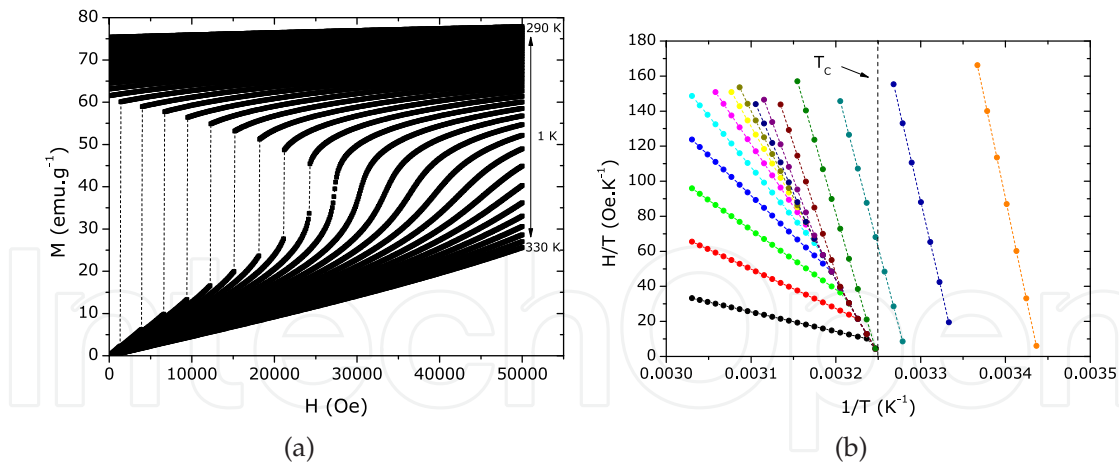 80
70
60
50
40
30
20
10
0
M (emu.g⁻¹)
290 K
1 K
330 K
0 10000 20000 30000 40000 50000
H (Oe)
(a)
180
160
140
120
100
80
60
40
20
0
H/T (Oe.K⁻¹)
T_C
0.0030 0.0031 0.0032 0.0033 0.0034 0.0035
1/T (K⁻¹)
(b)
intechopen